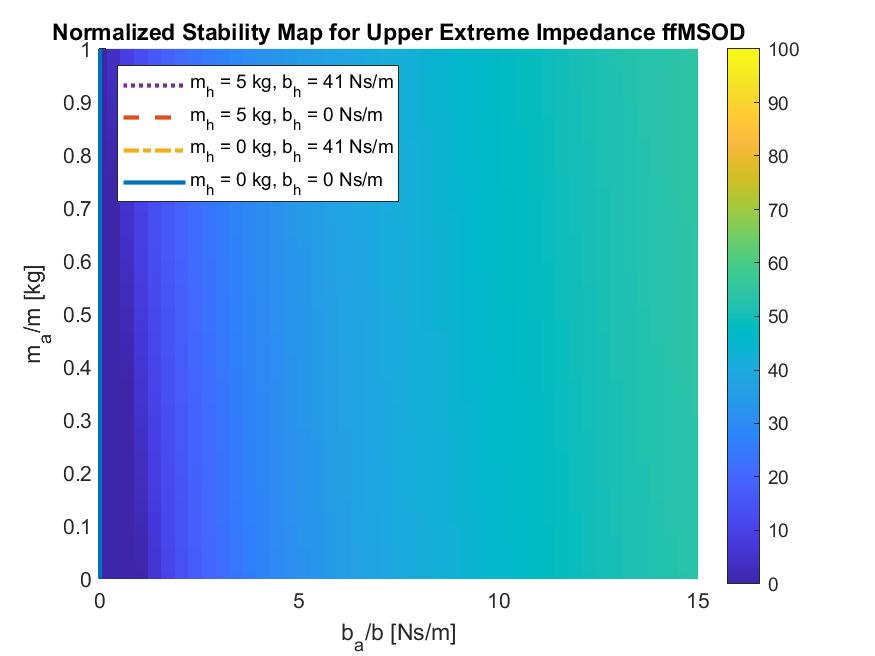 Normalized Stability Map for Upper Extreme Impedance ffMSOD
m_h = 5 kg, b_h = 41 Ns/m
m_h = 5 kg, b_h = 0 Ns/m
m_h = 0 kg, b_h = 41 Ns/m
m_h = 0 kg, b_h = 0 Ns/m
1
0.9
0.8
0.7
0.6
0.5
0.4
0.3
0.2
0.1
0
m_a/m [kg]
0 5 10 15
b_a/b [Ns/m]
100
90
80
70
60
50
40
30
20
10
0